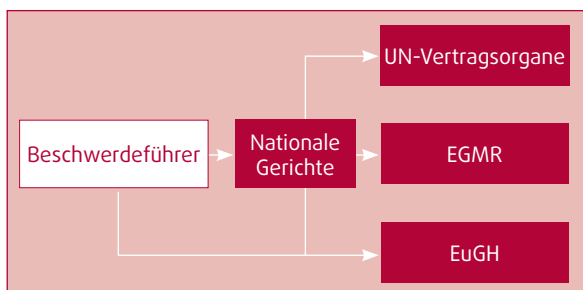 UN-Vertragsorgane
Beschwerdeführer
Nationale
Gerichte
EGMR
EuGH